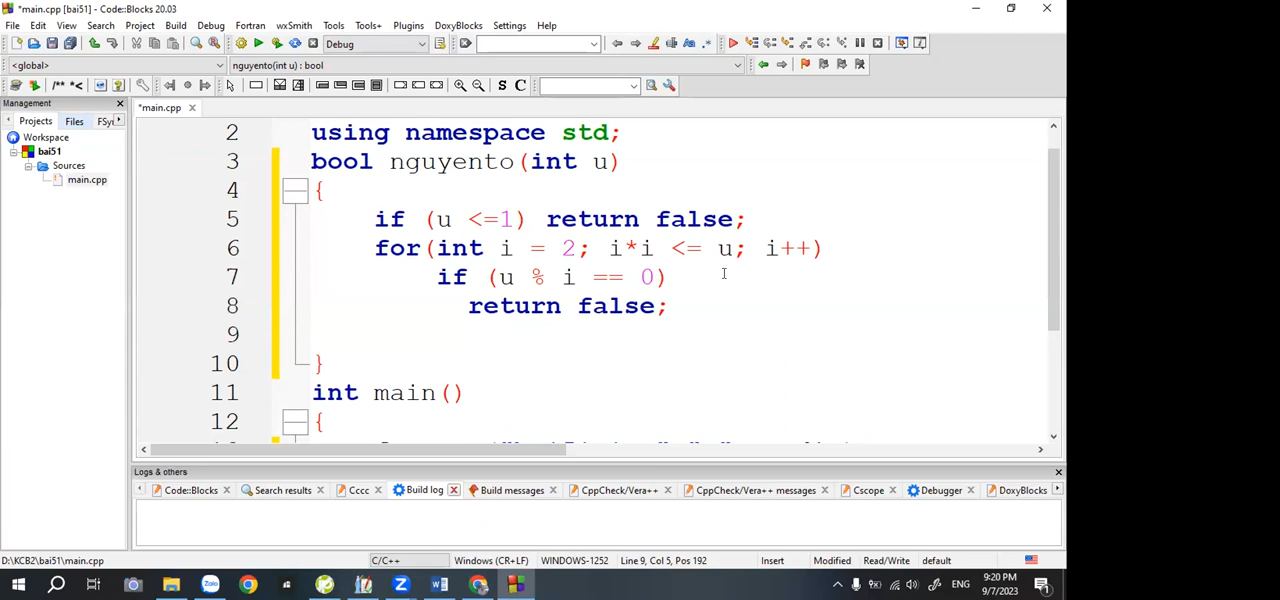 *main.cpp [bai51] - Code::Blocks 20.03
File Edit View Search Project Build Debug Fortran wxSmith Tools Tools+ Plugins DoxyBlocks Settings Help
Debug
<global> nguyento(int u) : bool
/** *< S C
Management
*main.cpp
Projects Files FSy
Workspace
bai51
Sources
main.cpp
2 using namespace std;
3 bool nguyento(int u)
4 {
5 if (u <=1) return false;
6 for(int i = 2; i*i <= u; i++)
7 if (u % i == 0)
8 return false;
9
10 }
11 int main()
12 {
Logs & others
Code::Blocks Search results Cccc Build log Build messages CppCheck/Vera++ CppCheck/Vera++ messages Cscope Debugger DoxyBlocks
D:\KCB2\bai51\main.cpp C/C++ Windows (CR+LF) WINDOWS-1252 Line 9, Col 5, Pos 192 Insert Modified Read/Write default
Zalo ENG 9:20 PM
9/7/2023